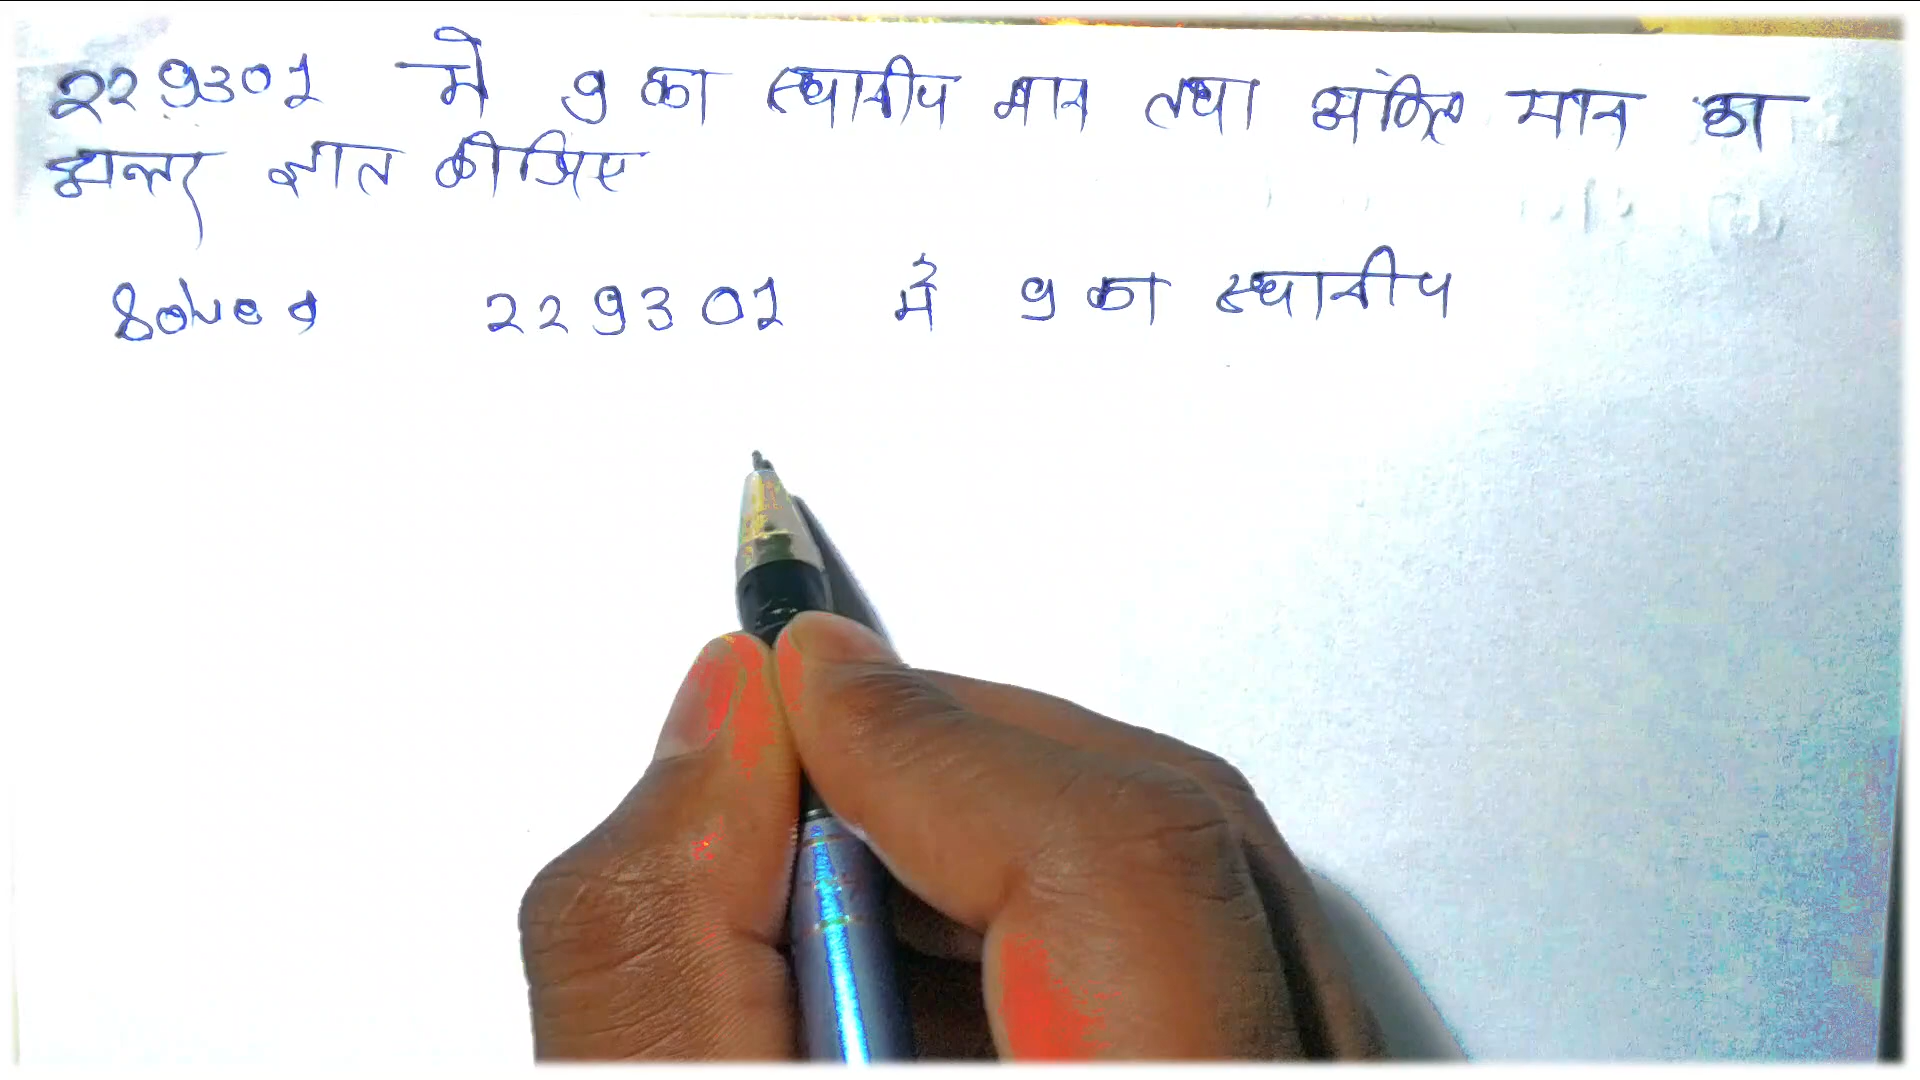 229301 में 9 का स्थानीय मान तथा अंकित मान का
अन्तर ज्ञात कीजिए
Solved 229301 में 9 का स्थानीय